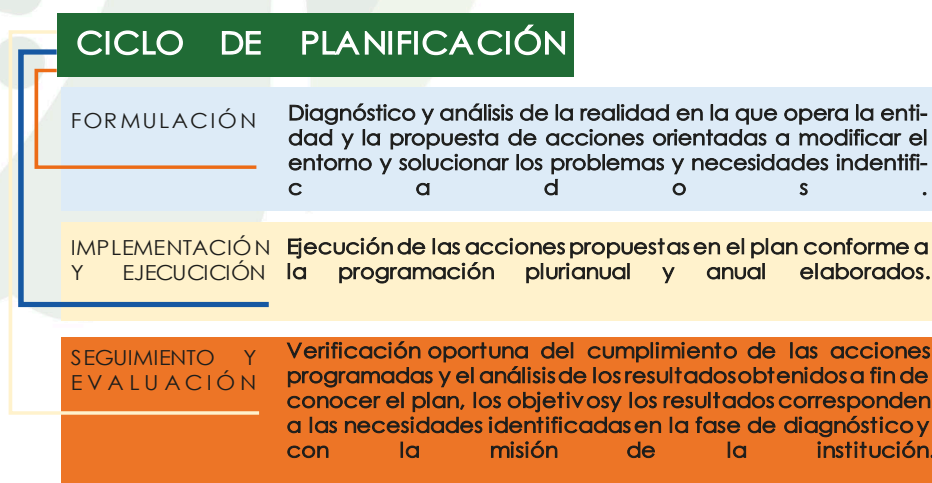 CICLO DE PLANIFICACIÓN
FORMULACIÓN
Diagnóstico y análisis de la realidad en la que opera la enti-
dad y la propuesta de acciones orientadas a modificar el
entorno y solucionar los problemas y necesidades indentifi-
cados.
IMPLEMENTACIÓN
Y EJECUCICIÓN
Ejecución de las acciones propuestas en el plan conforme a
la programación plurianual y anual elaborados.
SEGUIMIENTO Y
EVALUACIÓN
Verificación oportuna del cumplimiento de las acciones
programadas y el análisis de los resultados obtenidos a fin de
conocer el plan, los objetivos y los resultados corresponden
a las necesidades identificadas en la fase de diagnóstico y
con la misión de la institución.